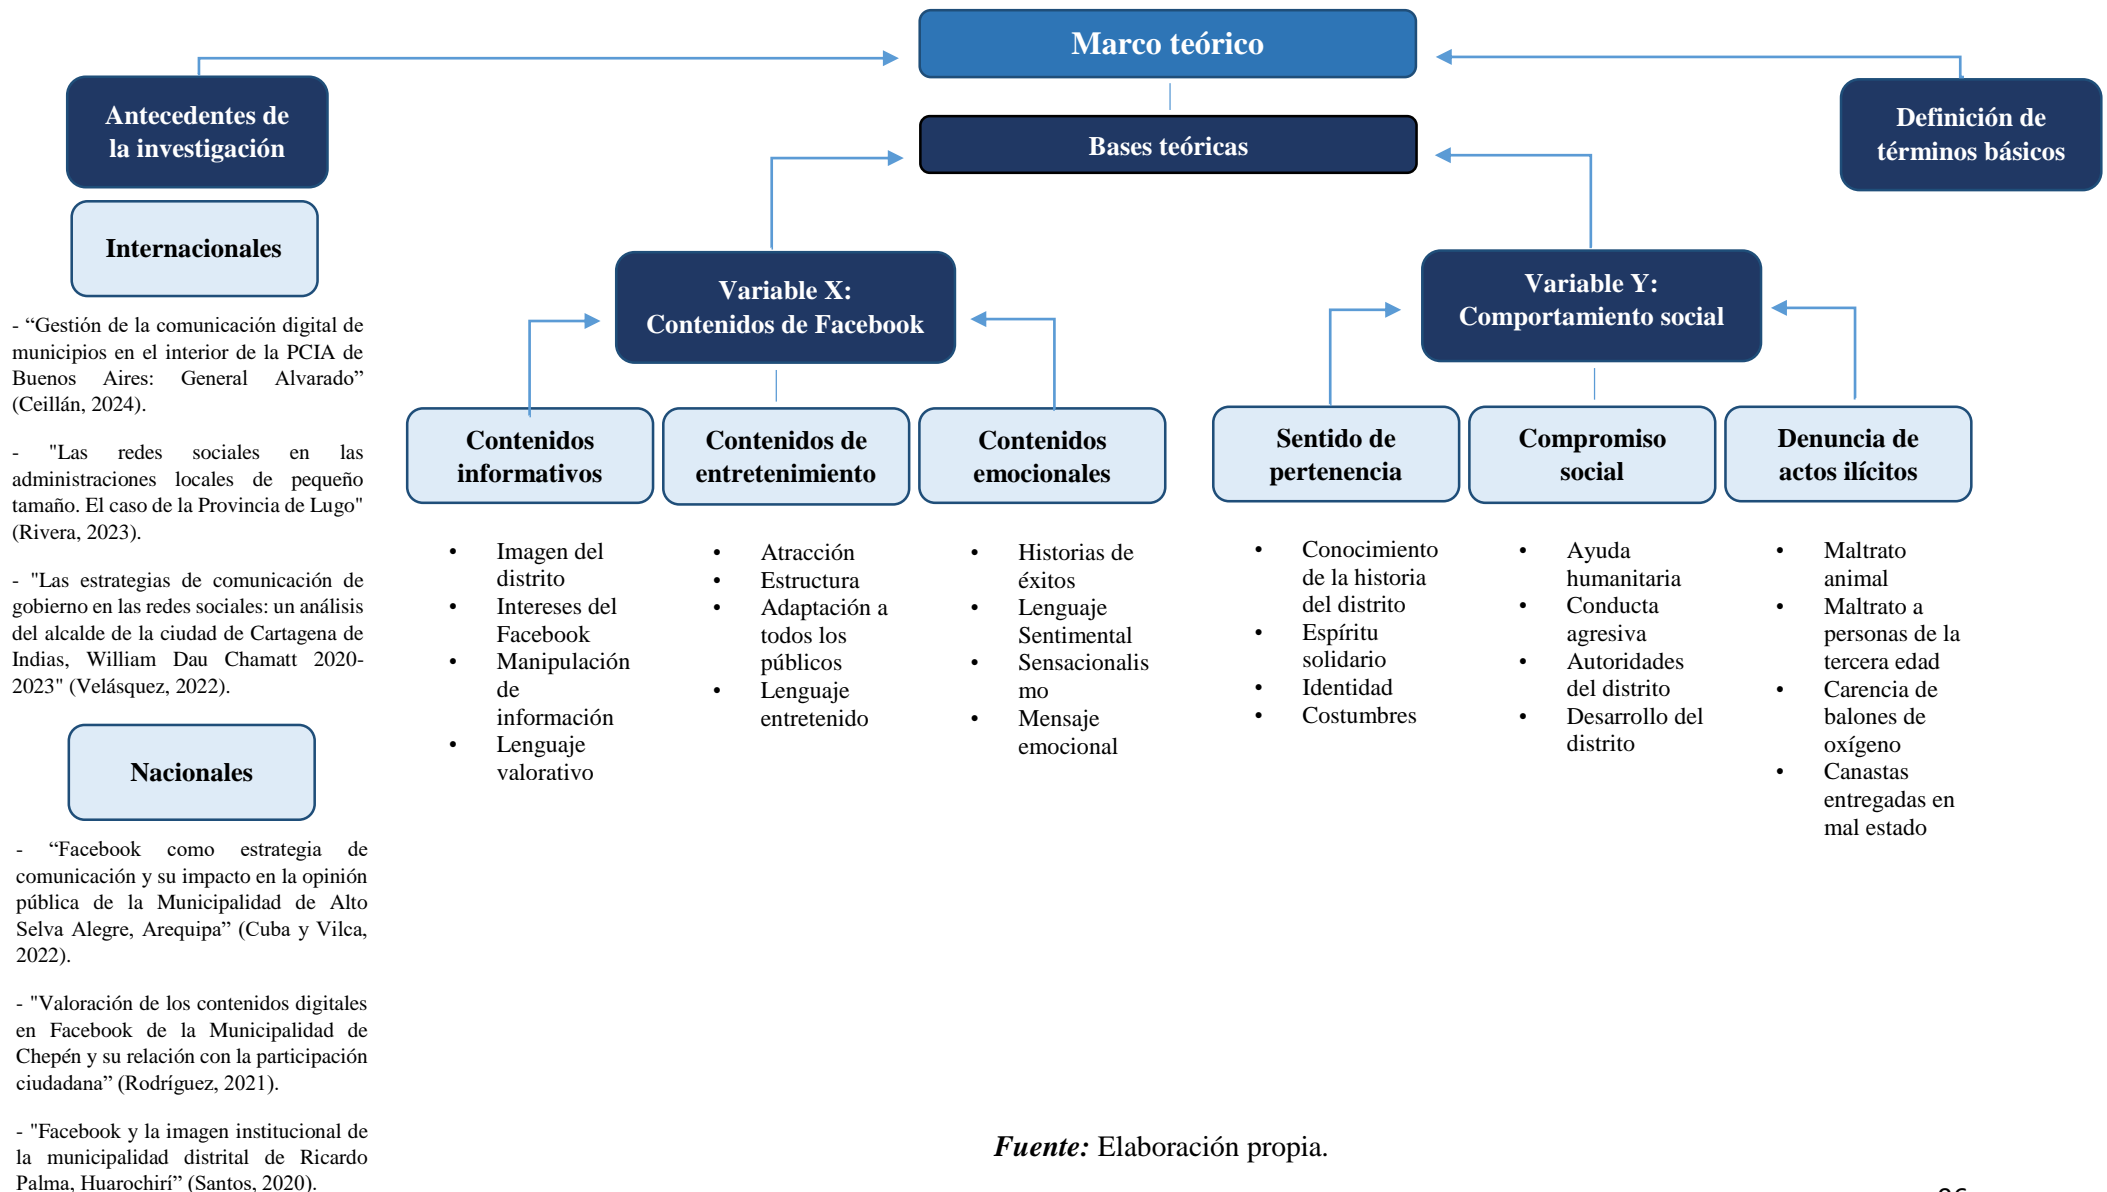 Marco teórico
Antecedentes de
la investigación
Bases teóricas
Definición de
términos básicos
Internacionales
- “Gestión de la comunicación digital de
municipios en el interior de la PCIA de
Buenos Aires: General Alvarado”
(Ceillán, 2024).
- "Las redes sociales en las
administraciones locales de pequeño
tamaño. El caso de la Provincia de Lugo"
(Rivera, 2023).
- "Las estrategias de comunicación de
gobierno en las redes sociales: un análisis
del alcalde de la ciudad de Cartagena de
Indias, William Dau Chamatt 2020-
2023" (Velásquez, 2022).
Nacionales
- “Facebook como estrategia de
comunicación y su impacto en la opinión
pública de la Municipalidad de Alto
Selva Alegre, Arequipa” (Cuba y Vilca,
2022).
- "Valoración de los contenidos digitales
en Facebook de la Municipalidad de
Chepén y su relación con la participación
ciudadana” (Rodríguez, 2021).
- "Facebook y la imagen institucional de
la municipalidad distrital de Ricardo
Palma, Huarochirí” (Santos, 2020).
Variable X:
Contenidos de Facebook
Contenidos
informativos
• Imagen del
distrito
• Intereses del
Facebook
• Manipulación
de
información
• Lenguaje
valorativo
Contenidos de
entretenimiento
• Atracción
• Estructura
• Adaptación a
todos los
públicos
• Lenguaje
entretenido
Contenidos
emocionales
• Historias de
éxitos
• Lenguaje
Sentimental
• Sensacionalis
mo
• Mensaje
emocional
Variable Y:
Comportamiento social
Sentido de
pertenencia
• Conocimiento
de la historia
del distrito
• Espíritu
solidario
• Identidad
• Costumbres
Compromiso
social
• Ayuda
humanitaria
• Conducta
agresiva
• Autoridades
del distrito
• Desarrollo del
distrito
Denuncia de
actos ilícitos
• Maltrato
animal
• Maltrato a
personas de la
tercera edad
• Carencia de
balones de
oxígeno
• Canastas
entregadas en
mal estado
Fuente: Elaboración propia.